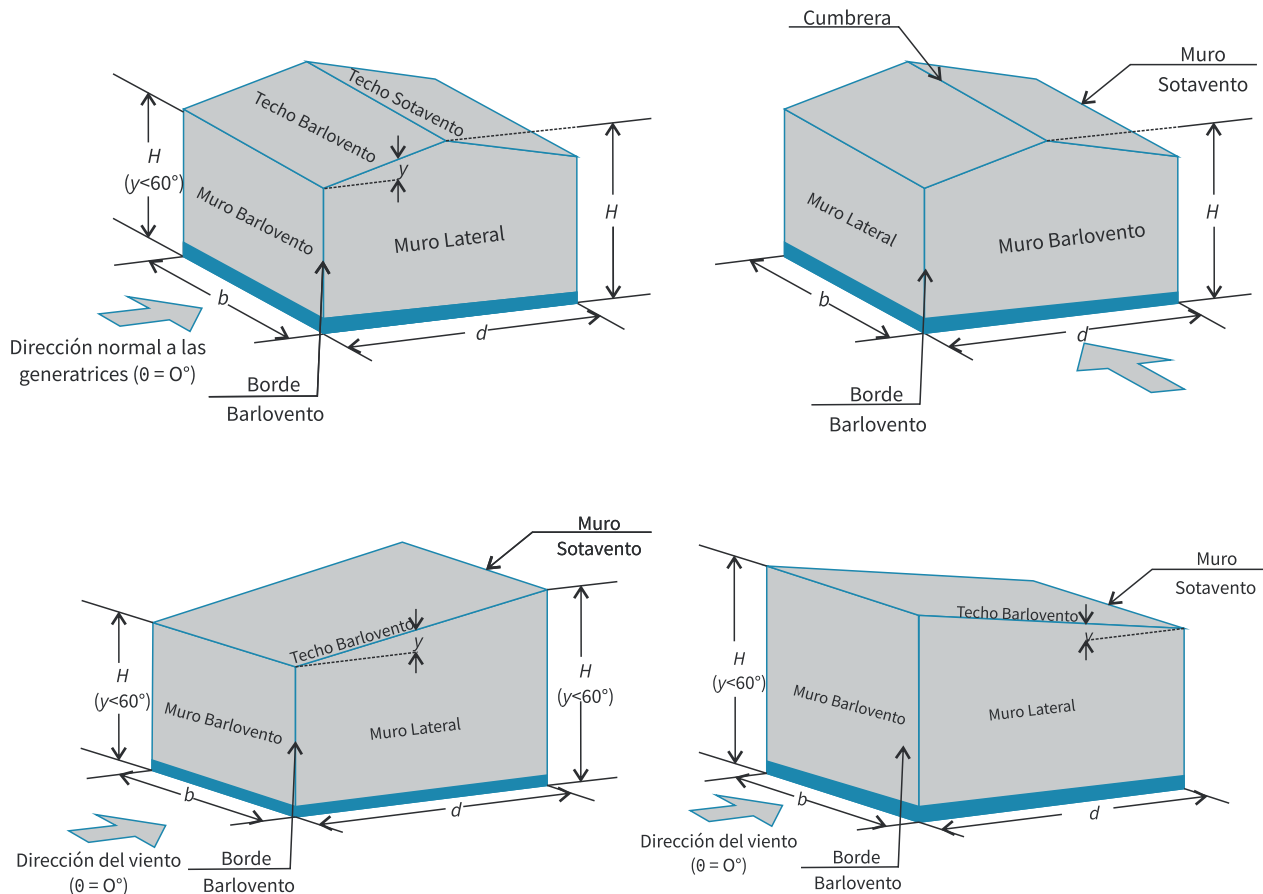 Techo Sotavento
Techo Barlovento
H
(y<60°)
y
Muro Barlovento
Muro Lateral
H
b
d
Dirección normal a las
generatrices (θ = O°)
Borde
Barlovento
Cumbrera
Muro
Sotavento
Muro Lateral
Muro Barlovento
H
b
d
Borde
Barlovento
Muro
Sotavento
Techo Barlovento
y
H
(y<60°)
H
(y<60°)
Muro Barlovento
Muro Lateral
b
d
Dirección del viento
(θ = O°)
Borde
Barlovento
Muro
Sotavento
Techo Barlovento
y
H
(y<60°)
Muro Barlovento
Muro Lateral
b
d
Dirección del viento
(θ = O°)
Borde
Barlovento